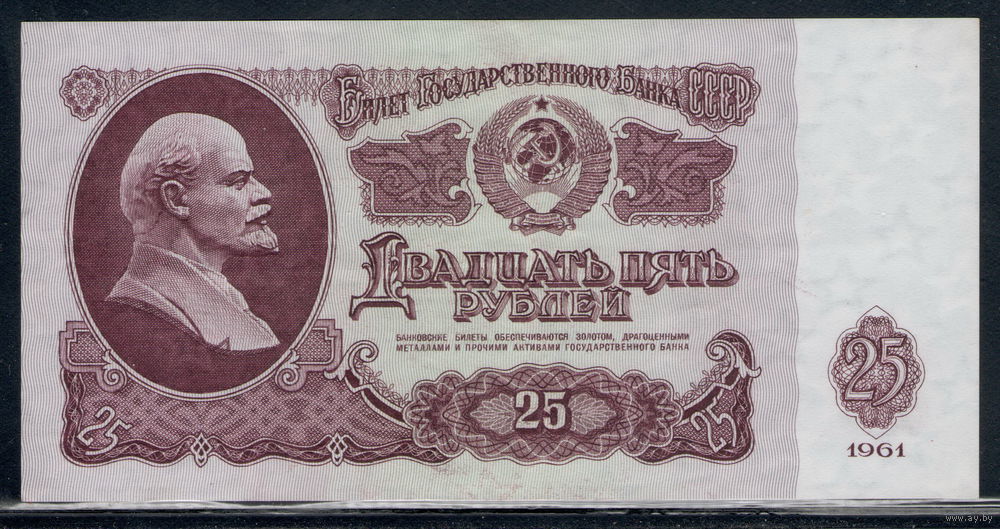 Билет Государственного Банка СССР
Двадцать пять
рублей
БАНКОВСКИЕ БИЛЕТЫ ОБЕСПЕЧИВАЮТСЯ ЗОЛОТОМ, ДРАГОЦЕННЫМИ
МЕТАЛЛАМИ И ПРОЧИМИ АКТИВАМИ ГОСУДАРСТВЕННОГО БАНКА
25
25
25
25
1961
www.ay.by